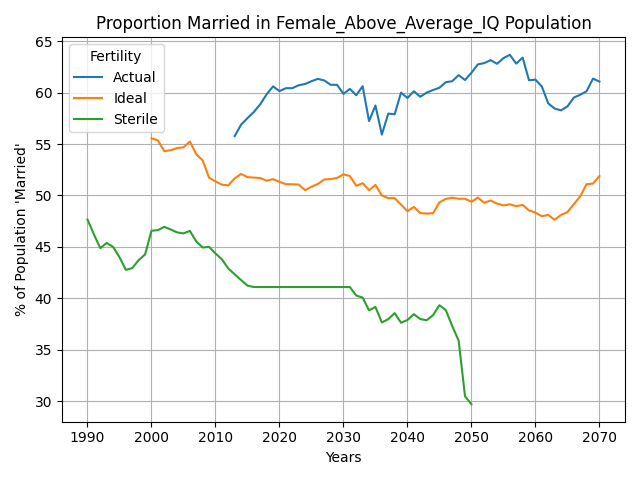 Proportion Married in Female_Above_Average_IQ Population
% of Population 'Married'
Fertility
Actual
Ideal
Sterile
65
60
55
50
45
40
35
30
1990 2000 2010 2020 2030 2040 2050 2060 2070
Years